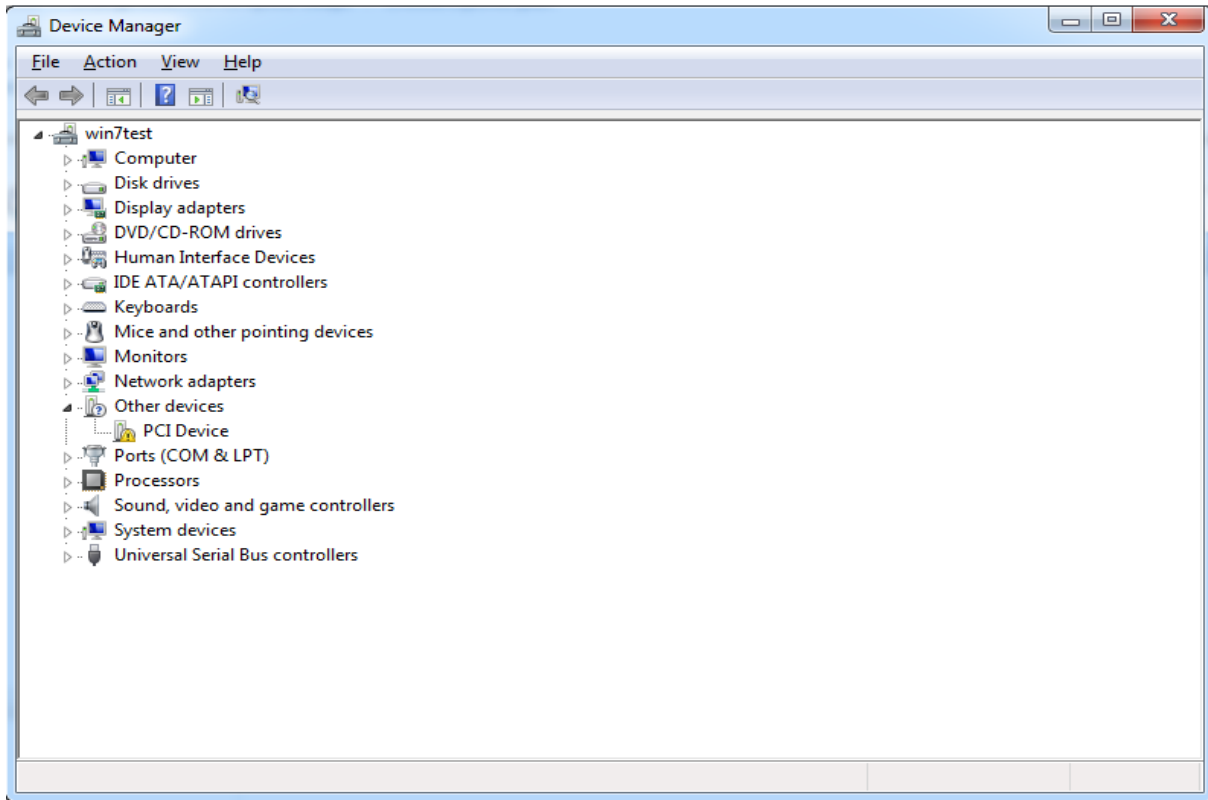 Device Manager
File Action View Help
win7test
Computer
Disk drives
Display adapters
DVD/CD-ROM drives
Human Interface Devices
IDE ATA/ATAPI controllers
Keyboards
Mice and other pointing devices
Monitors
Network adapters
Other devices
PCI Device
Ports (COM & LPT)
Processors
Sound, video and game controllers
System devices
Universal Serial Bus controllers